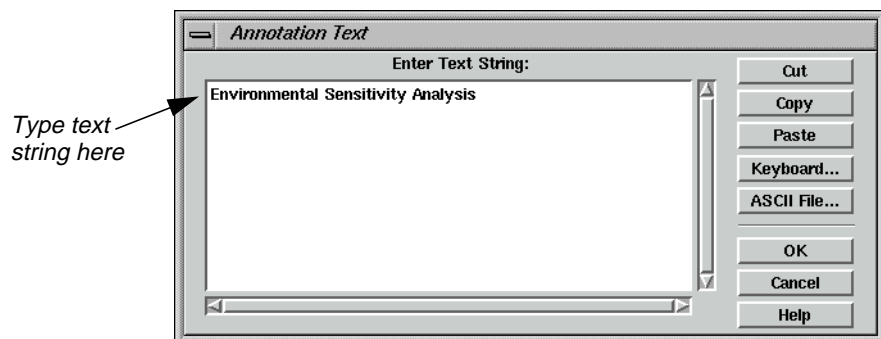 Annotation Text
Enter Text String:
Environmental Sensitivity Analysis
Type text
string here
Cut
Copy
Paste
Keyboard...
ASCII File...
OK
Cancel
Help